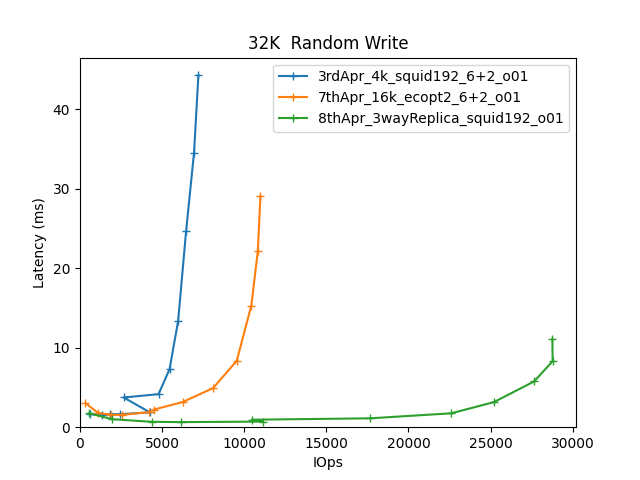 32K  Random Write
3rdApr_4k_squid192_6+2_o01
7thApr_16k_ecopt2_6+2_o01
8thApr_3wayReplica_squid192_o01
Latency (ms)
40
30
20
10
0
0 5000 10000 15000 20000 25000 30000
IOps